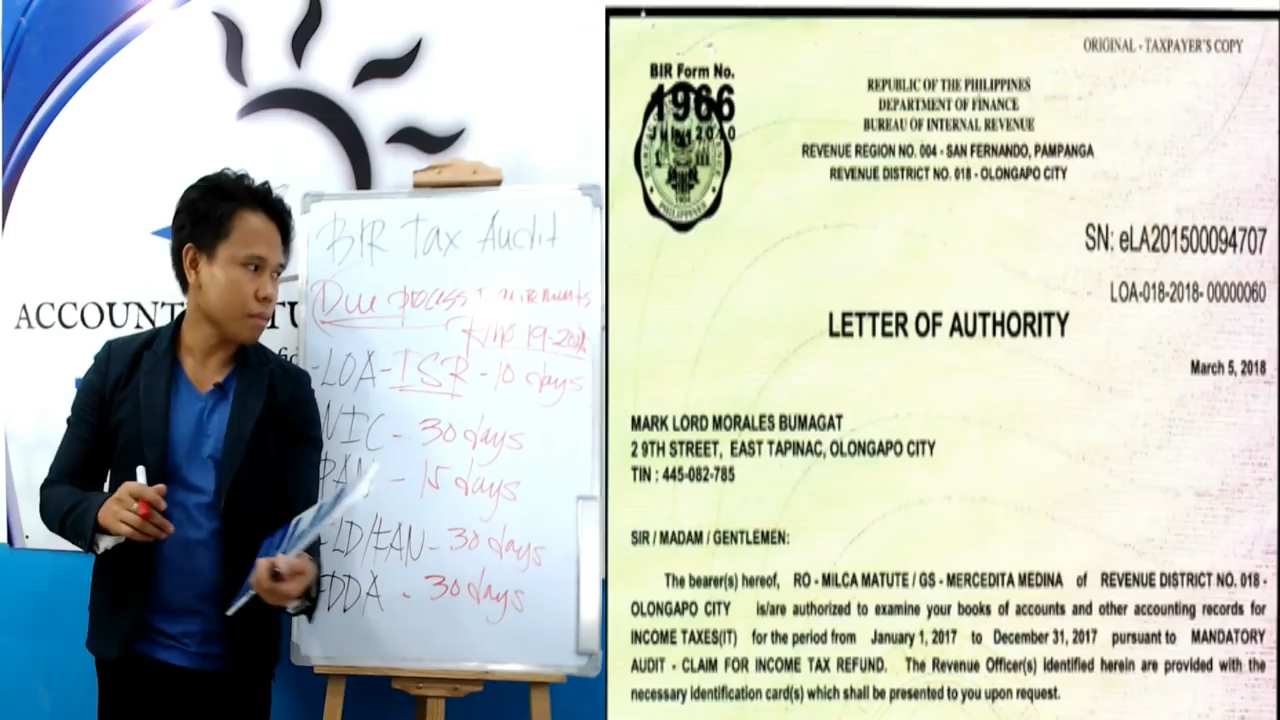 ACCOUNT
BIR Tax Audit
Due process
19-20
LOA-ISR - 10 days
NIC - 30 days
PAN - 15 days
FLD/FAN - 30 days
FDDA - 30 days
ORIGINAL - TAXPAYER'S COPY
BIR Form No.
1966
REPUBLIC OF THE PHILIPPINES
DEPARTMENT OF FINANCE
BUREAU OF INTERNAL REVENUE
REVENUE REGION NO. 004 - SAN FERNANDO, PAMPANGA
REVENUE DISTRICT NO. 018 - OLONGAPO CITY
SN: eLA201500094707
LOA-018-2018- 00000060
LETTER OF AUTHORITY
March 5, 2018
MARK LORD MORALES BUMAGAT
2 9TH STREET, EAST TAPINAC, OLONGAPO CITY
TIN : 445-082-785
SIR / MADAM / GENTLEMEN:
The bearer(s) hereof, RO - MILCA MATUTE / GS - MERCEDITA MEDINA of REVENUE DISTRICT NO. 018 -
OLONGAPO CITY is/are authorized to examine your books of accounts and other accounting records for
INCOME TAXES(IT) for the period from January 1, 2017 to December 31, 2017 pursuant to MANDATORY
AUDIT - CLAIM FOR INCOME TAX REFUND. The Revenue Officer(s) identified herein are provided with the
necessary identification card(s) which shall be presented to you upon request.